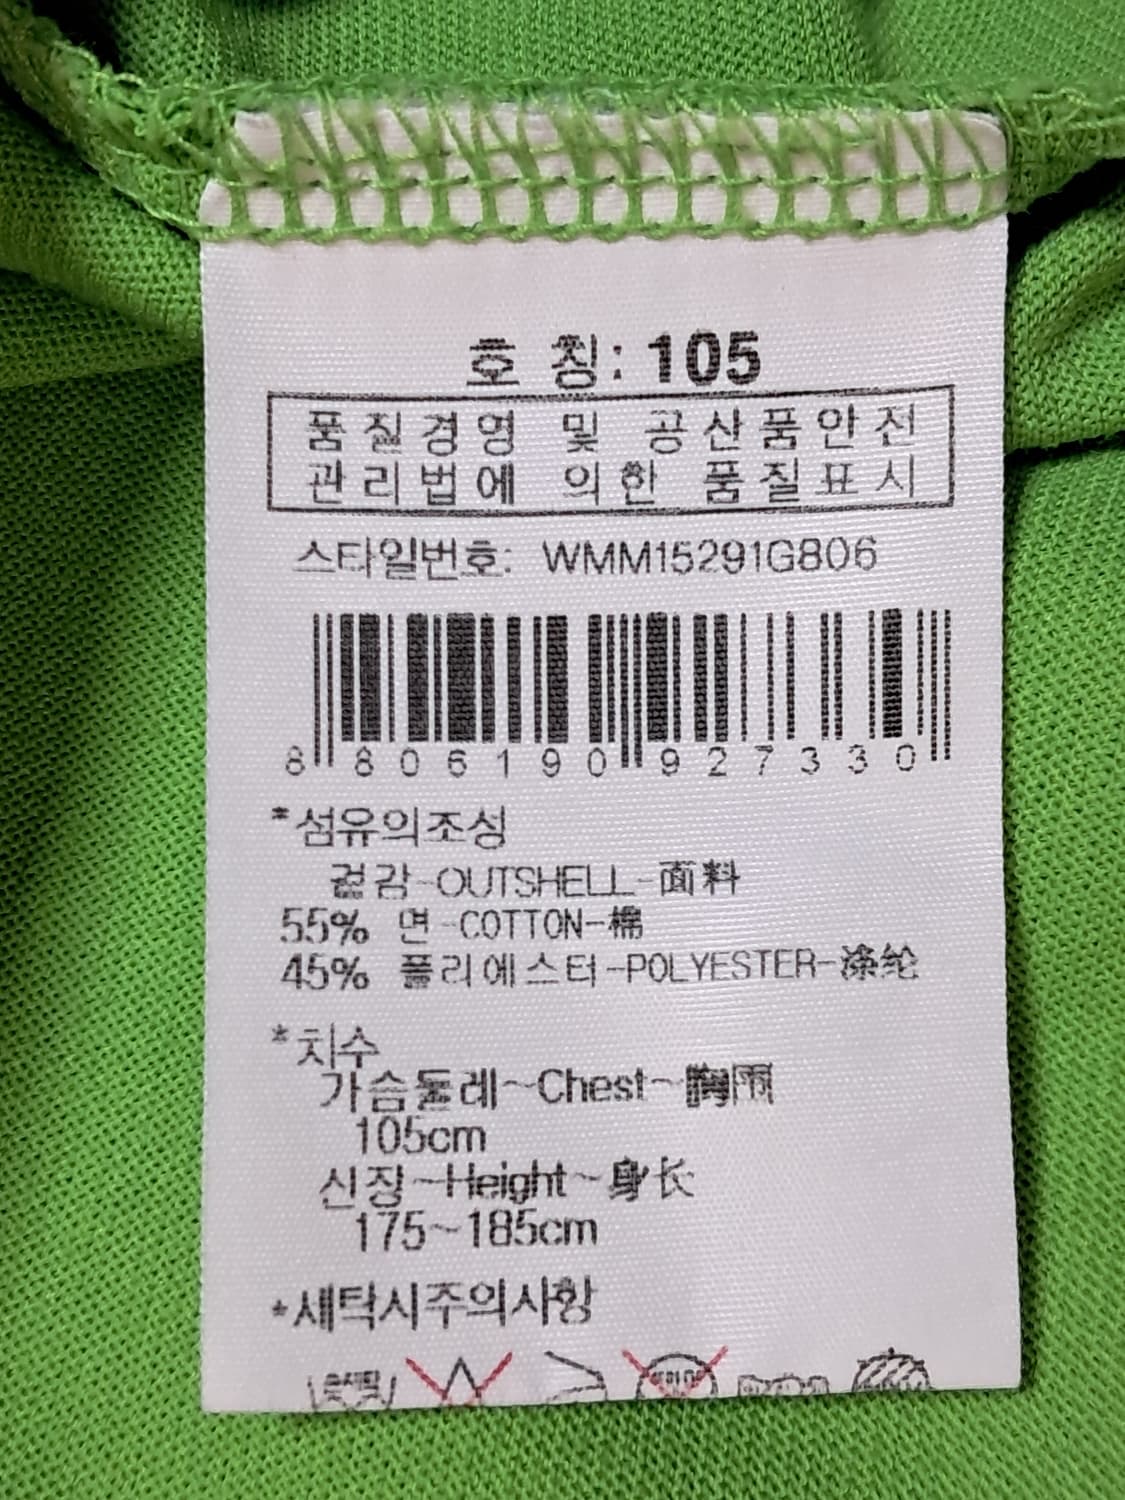 호 칭: 105
품질경영 및 공산품안전
관리법에 의한 품질표시
스타일번호: WMM15291G806
8 806190 927330
*섬유의조성
겉감-OUTSHELL-面料
55% 면-COTTON-棉
45% 폴리에스터-POLYESTER-涤纶
*치수
가슴둘레~Chest~胸围
105cm
신장~Height~身长
175~185cm
*세탁시주의사항